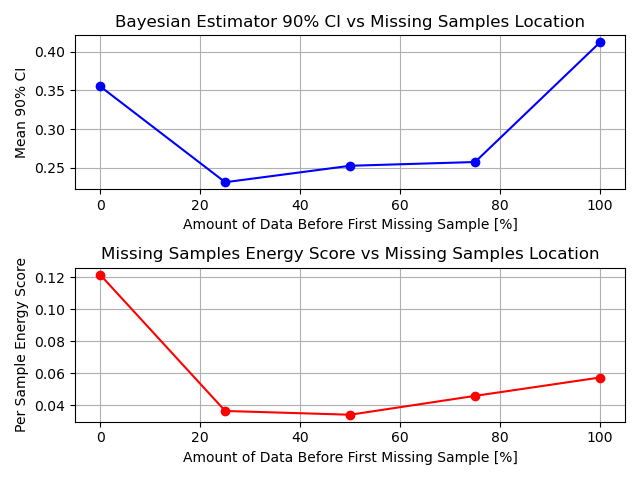 Bayesian Estimator 90% CI vs Missing Samples Location
Mean 90% CI
0.40
0.35
0.30
0.25
0 20 40 60 80 100
Amount of Data Before First Missing Sample [%]
Missing Samples Energy Score vs Missing Samples Location
Per Sample Energy Score
0.12
0.10
0.08
0.06
0.04
0 20 40 60 80 100
Amount of Data Before First Missing Sample [%]